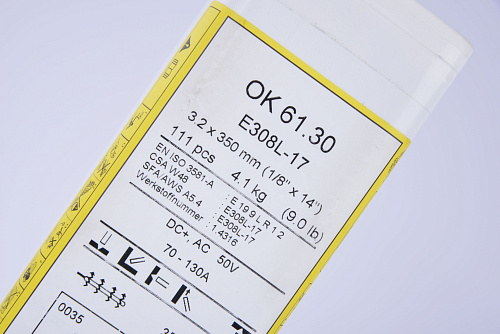 OK 61.30
E308L-17
3.2 x 350 mm (1/8" x 14")
111 pcs 4.1 kg (9.0 lb)
EN ISO 3581-A : E 19 9 L R 1 2
CSA W48 : E308L-17
SFA/AWS A5.4 : E308L-17
Werkstoffnummer : 1.4316
DC+, AC 50V
70 - 130A
0035